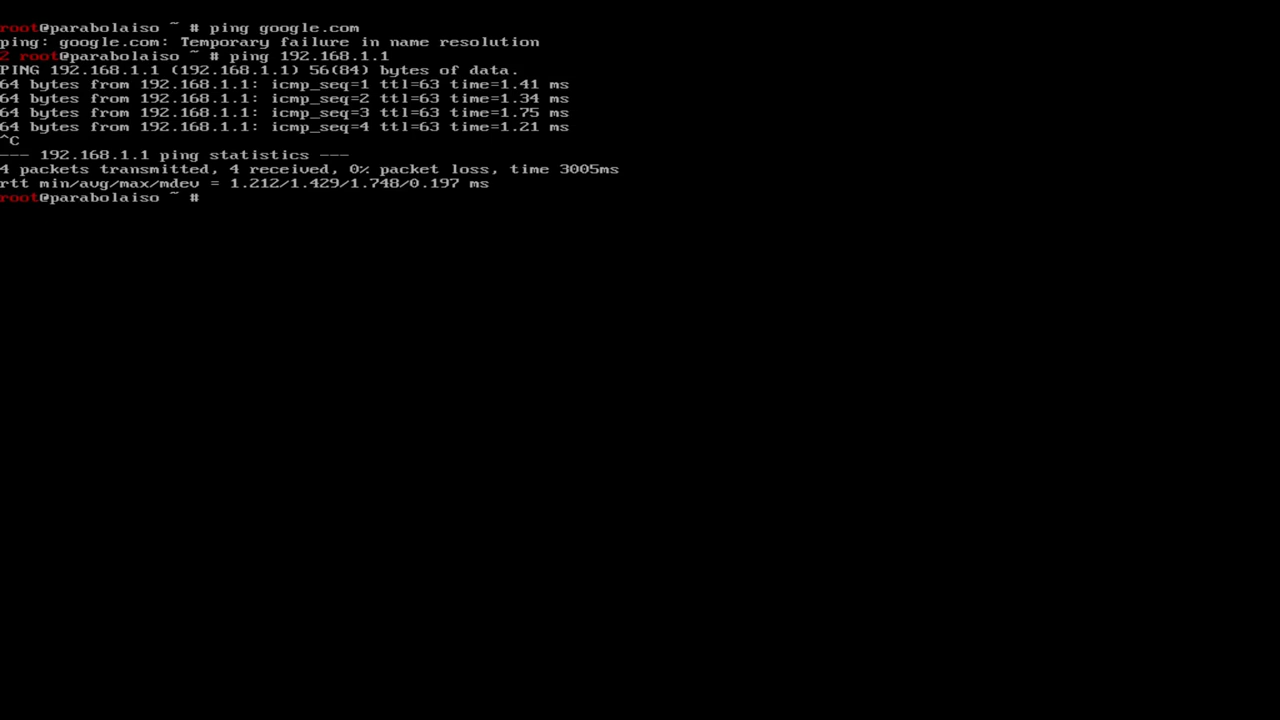 root@parabolaiso ~ # ping google.com
ping: google.com: Temporary failure in name resolution
2 root@parabolaiso ~ # ping 192.168.1.1
PING 192.168.1.1 (192.168.1.1) 56(84) bytes of data.
64 bytes from 192.168.1.1: icmp_seq=1 ttl=63 time=1.41 ms
64 bytes from 192.168.1.1: icmp_seq=2 ttl=63 time=1.34 ms
64 bytes from 192.168.1.1: icmp_seq=3 ttl=63 time=1.75 ms
64 bytes from 192.168.1.1: icmp_seq=4 ttl=63 time=1.21 ms
^C
--- 192.168.1.1 ping statistics ---
4 packets transmitted, 4 received, 0% packet loss, time 3005ms
rtt min/avg/max/mdev = 1.212/1.429/1.748/0.197 ms
root@parabolaiso ~ #